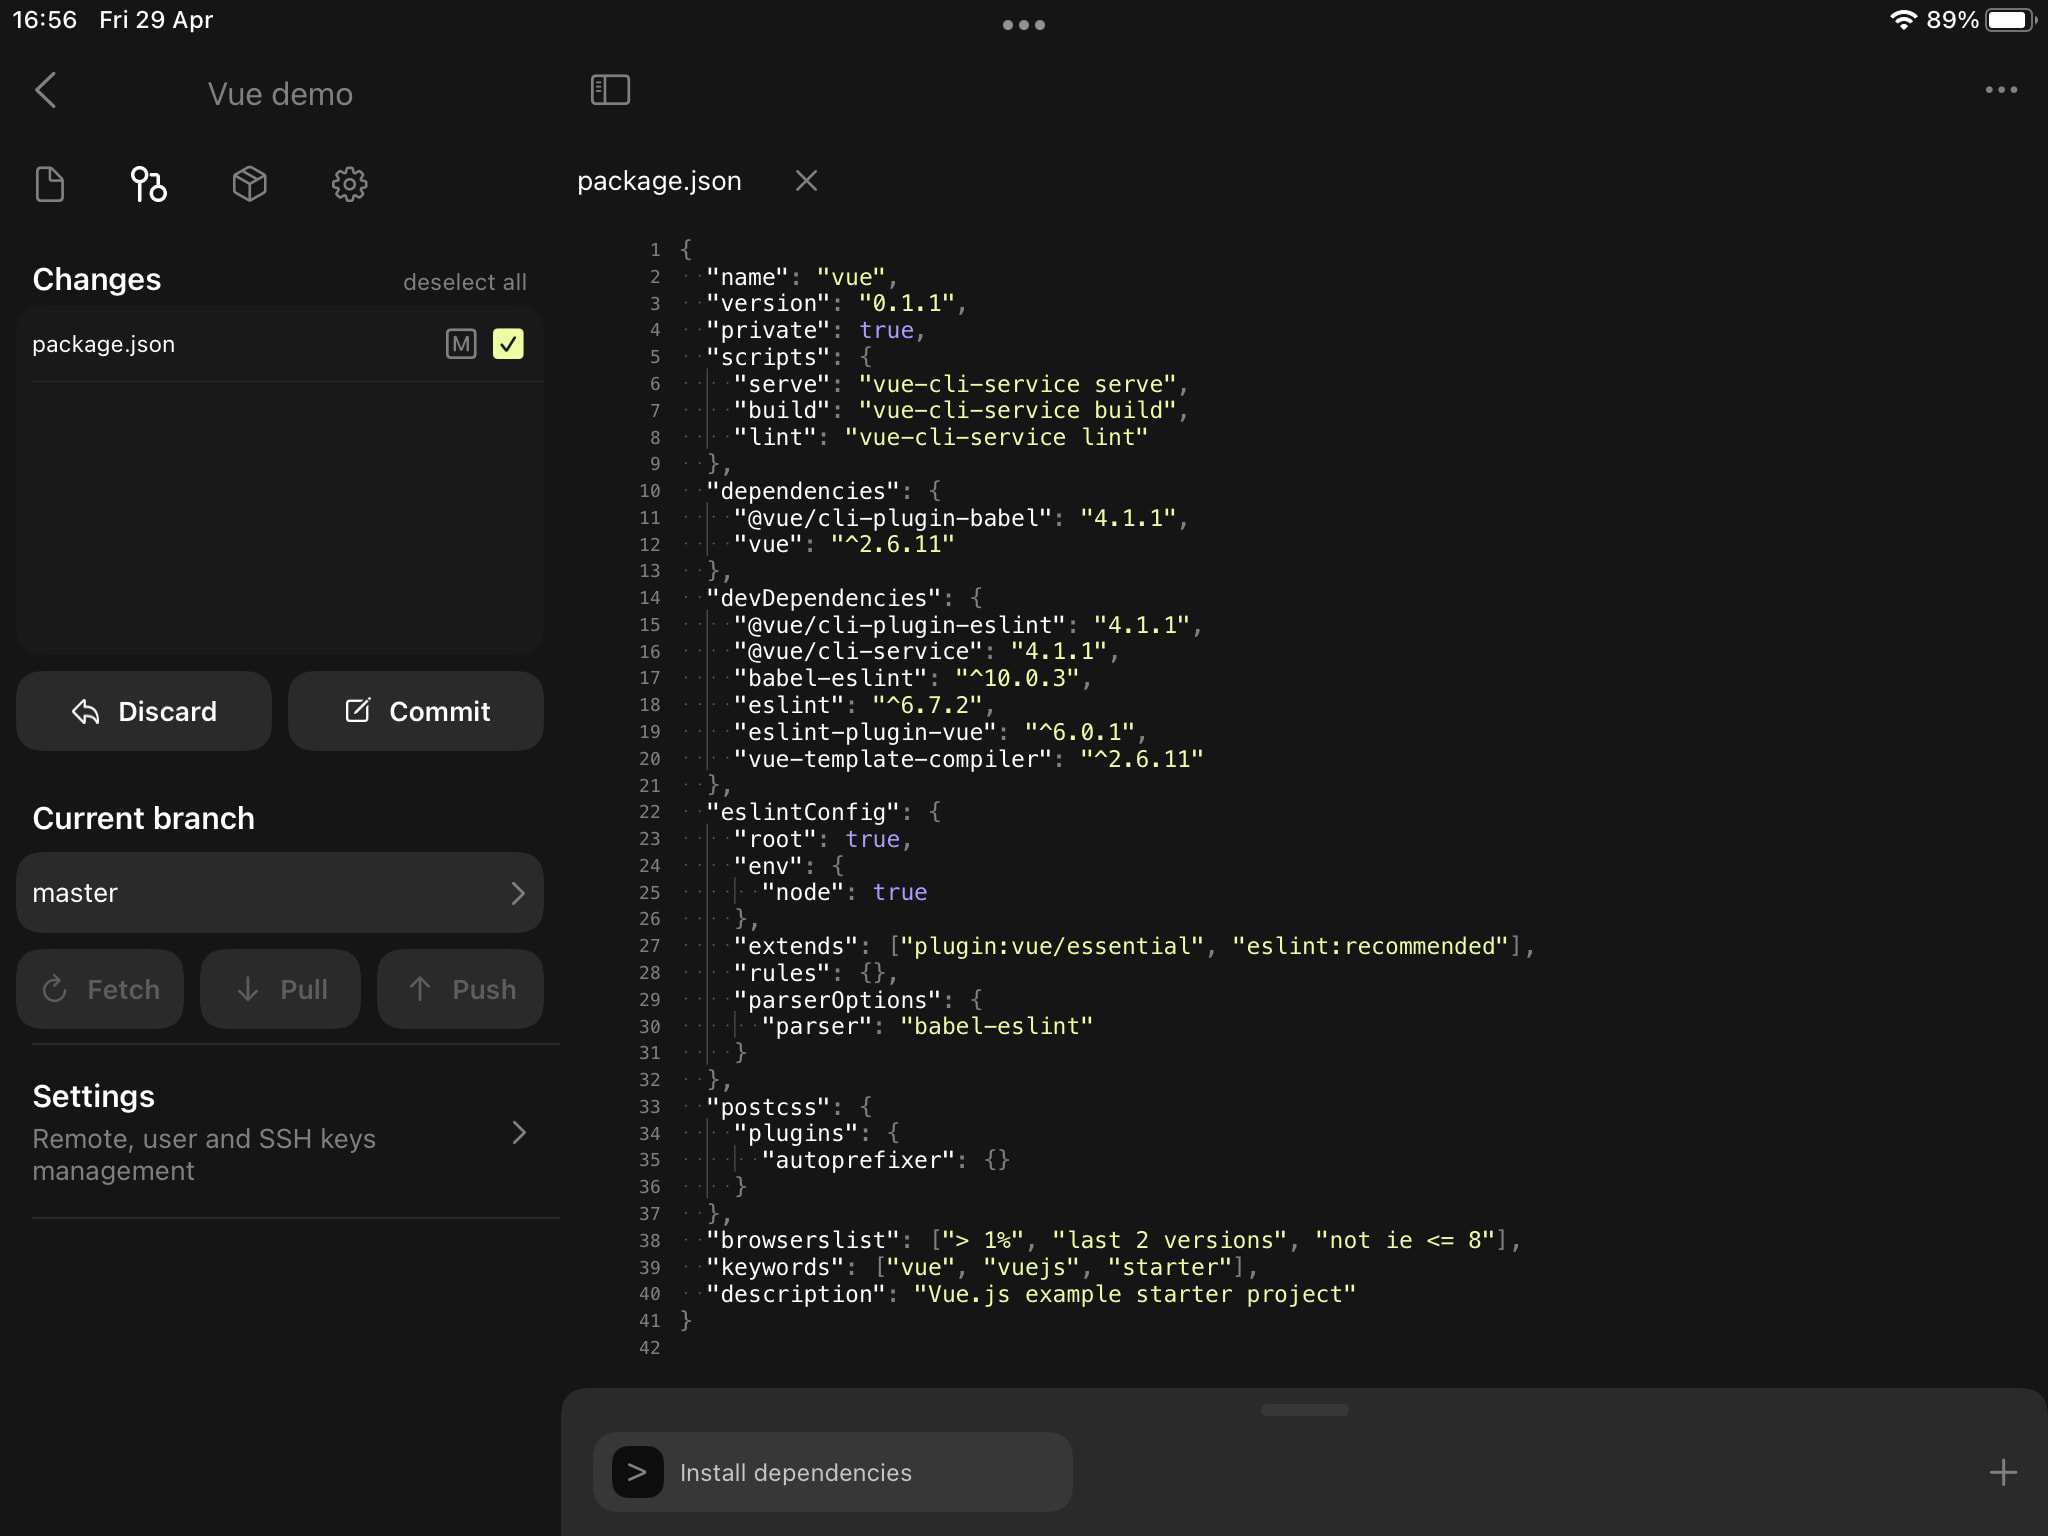 16:56 Fri 29 Apr
89%
Vue demo
Changes
deselect all
package.json M
Discard
Commit
Current branch
master
Fetch
Pull
Push
Settings
Remote, user and SSH keys
management
package.json
1 {
2 "name": "vue",
3 "version": "0.1.1",
4 "private": true,
5 "scripts": {
6 "serve": "vue-cli-service serve",
7 "build": "vue-cli-service build",
8 "lint": "vue-cli-service lint"
9 },
10 "dependencies": {
11 "@vue/cli-plugin-babel": "4.1.1",
12 "vue": "^2.6.11"
13 },
14 "devDependencies": {
15 "@vue/cli-plugin-eslint": "4.1.1",
16 "@vue/cli-service": "4.1.1",
17 "babel-eslint": "^10.0.3",
18 "eslint": "^6.7.2",
19 "eslint-plugin-vue": "^6.0.1",
20 "vue-template-compiler": "^2.6.11"
21 },
22 "eslintConfig": {
23 "root": true,
24 "env": {
25 "node": true
26 },
27 "extends": ["plugin:vue/essential", "eslint:recommended"],
28 "rules": {},
29 "parserOptions": {
30 "parser": "babel-eslint"
31 }
32 },
33 "postcss": {
34 "plugins": {
35 "autoprefixer": {}
36 }
37 },
38 "browserslist": ["> 1%", "last 2 versions", "not ie <= 8"],
39 "keywords": ["vue", "vuejs", "starter"],
40 "description": "Vue.js example starter project"
41 }
42
Install dependencies